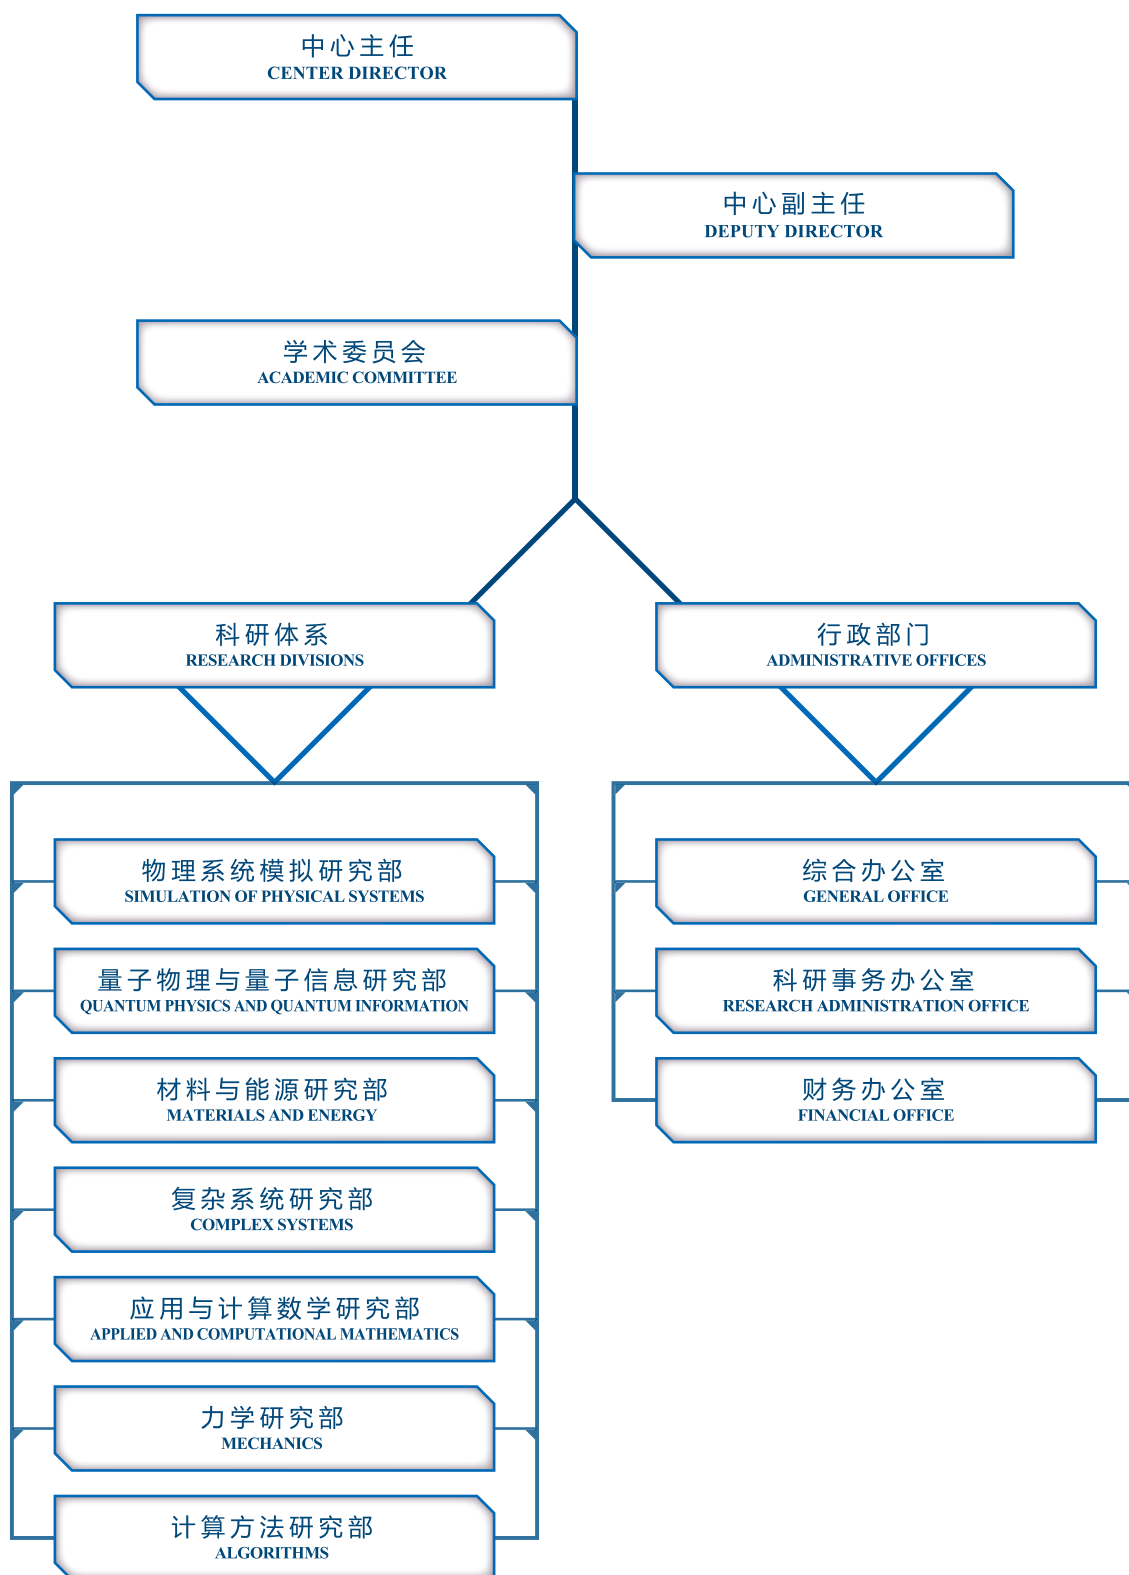 中心主任
CENTER DIRECTOR
中心副主任
DEPUTY DIRECTOR
学术委员会
ACADEMIC COMMITTEE
科研体系
RESEARCH DIVISIONS
行政部门
ADMINISTRATIVE OFFICES
物理系统模拟研究部
SIMULATION OF PHYSICAL SYSTEMS
量子物理与量子信息研究部
QUANTUM PHYSICS AND QUANTUM INFORMATION
材料与能源研究部
MATERIALS AND ENERGY
复杂系统研究部
COMPLEX SYSTEMS
应用与计算数学研究部
APPLIED AND COMPUTATIONAL MATHEMATICS
力学研究部
MECHANICS
计算方法研究部
ALGORITHMS
综合办公室
GENERAL OFFICE
科研事务办公室
RESEARCH ADMINISTRATION OFFICE
财务办公室
FINANCIAL OFFICE